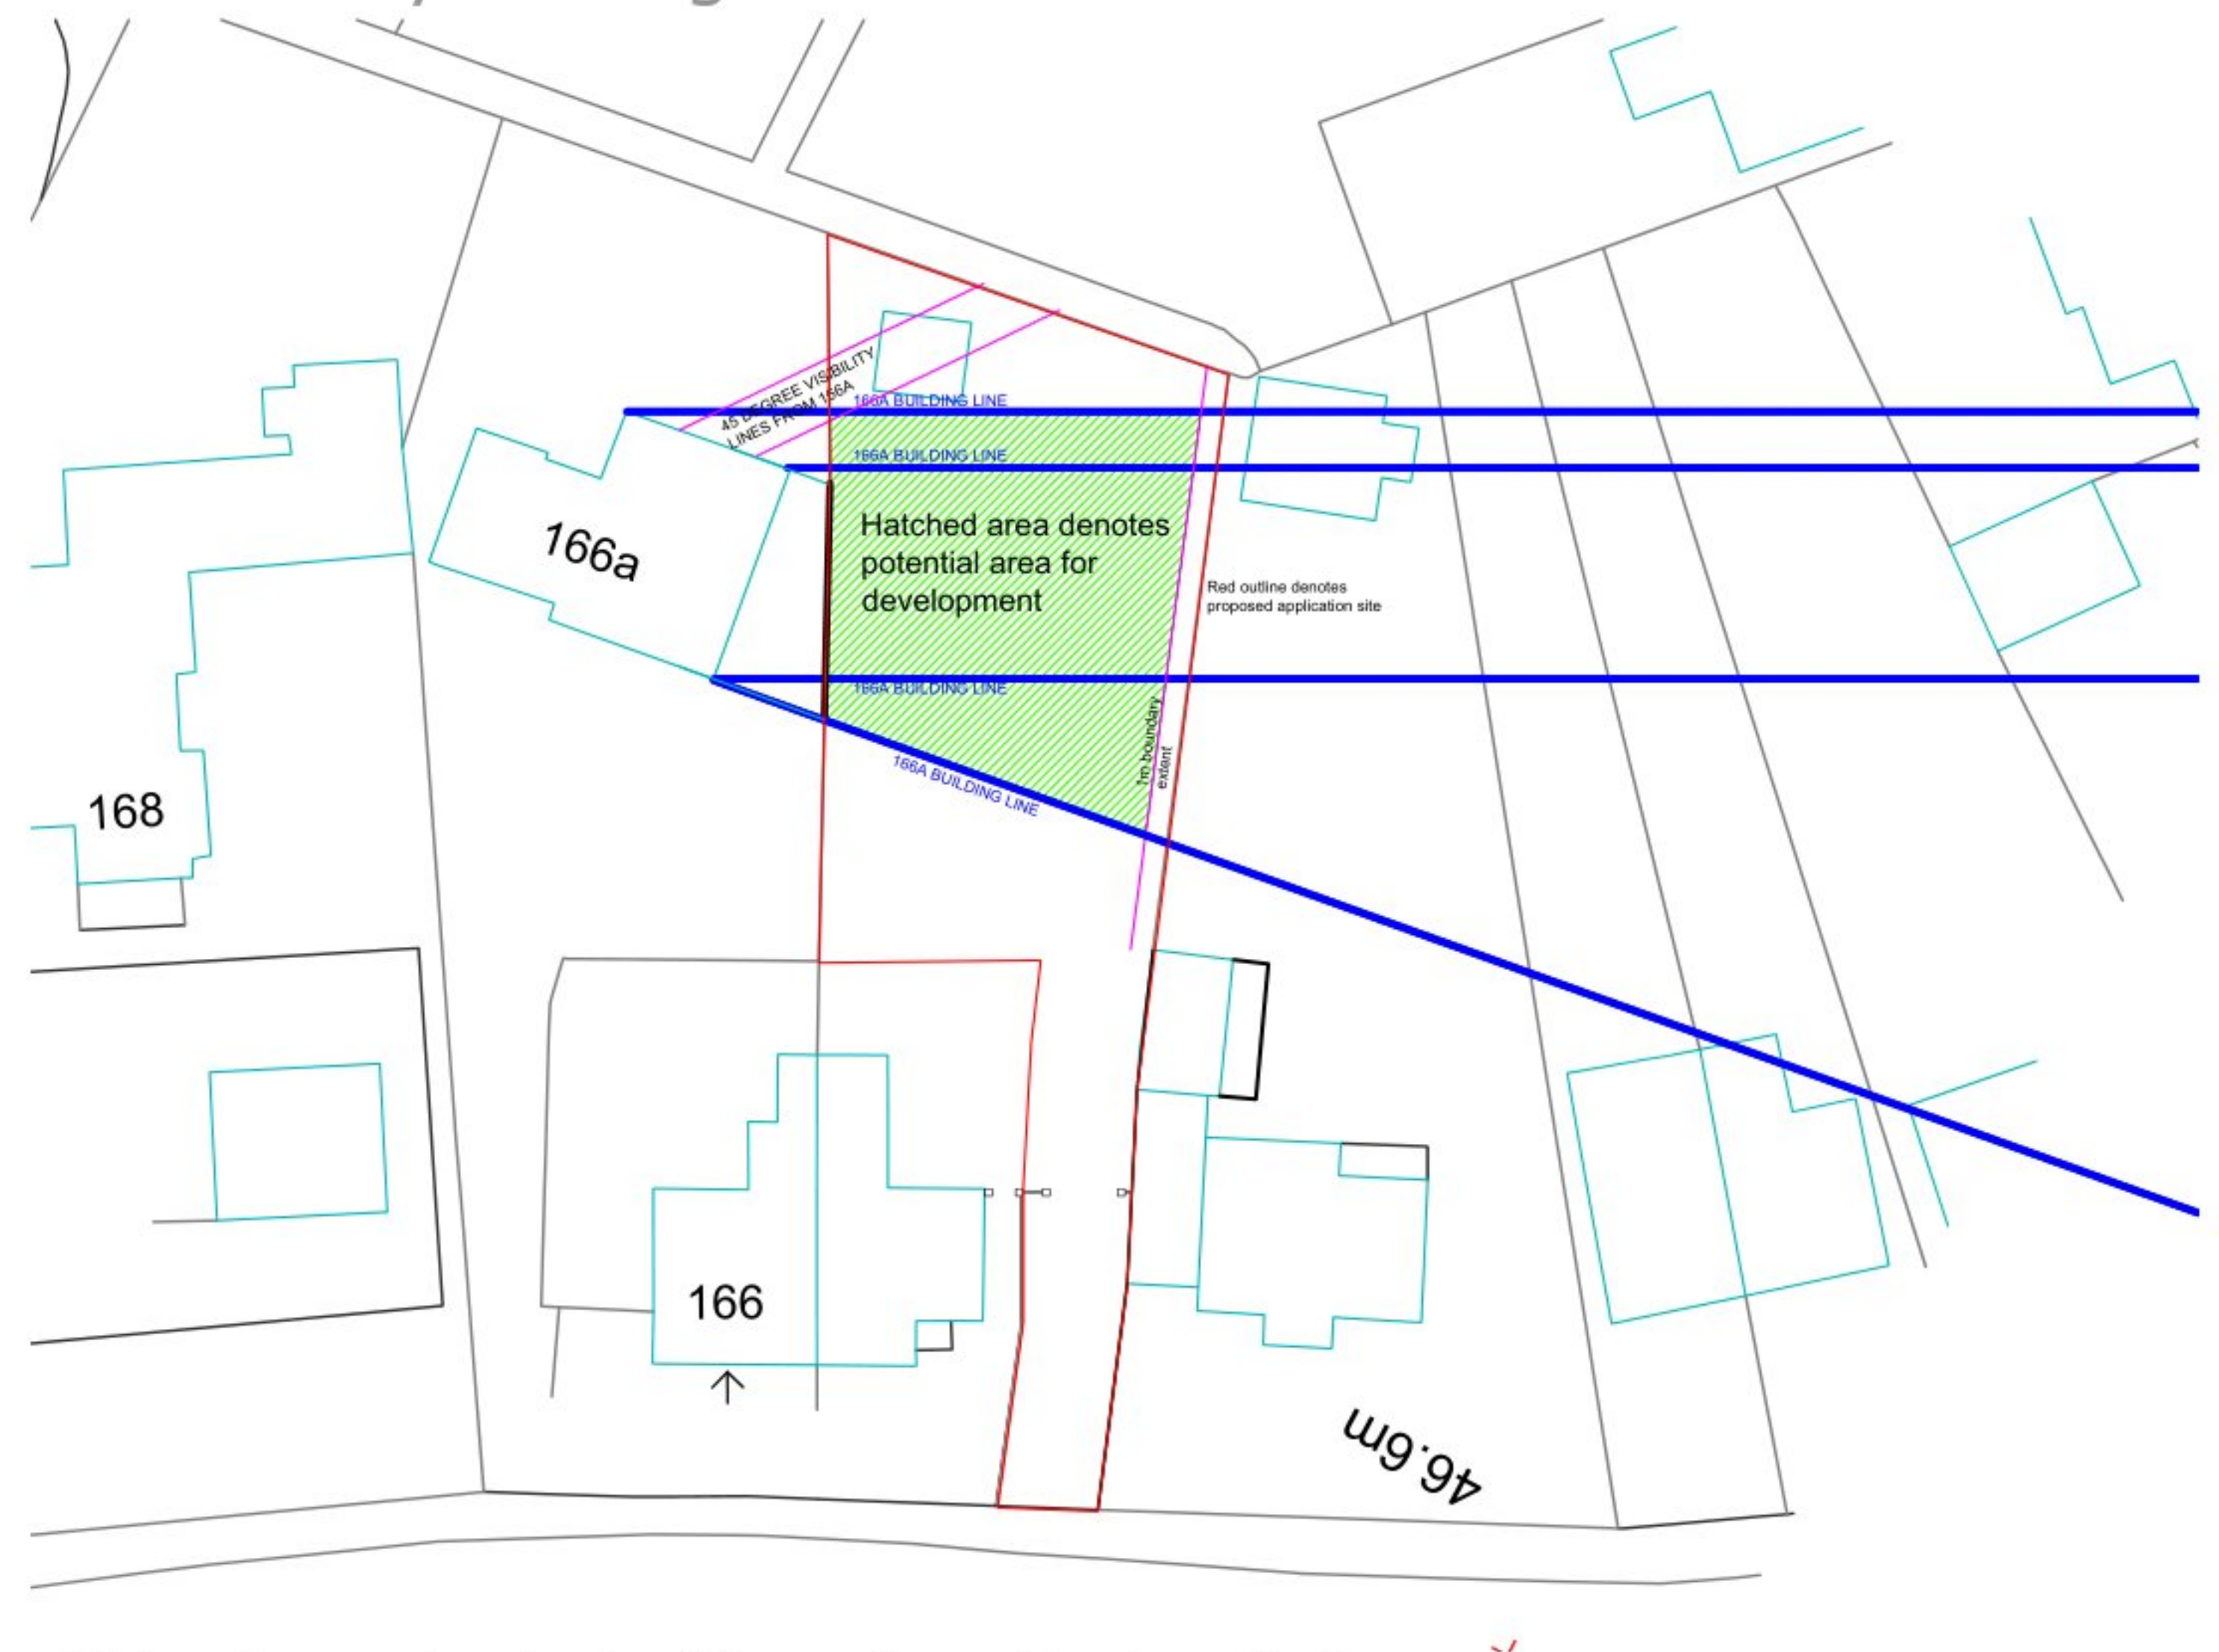 45 DEGREE VISIBILITY
LINES FROM 166A
166A BUILDING LINE
166A BUILDING LINE
166a
Hatched area denotes
potential area for
development
Red outline denotes
proposed application site
166A BUILDING LINE
1m boundary
extent
166A BUILDING LINE
168
166
46.6m